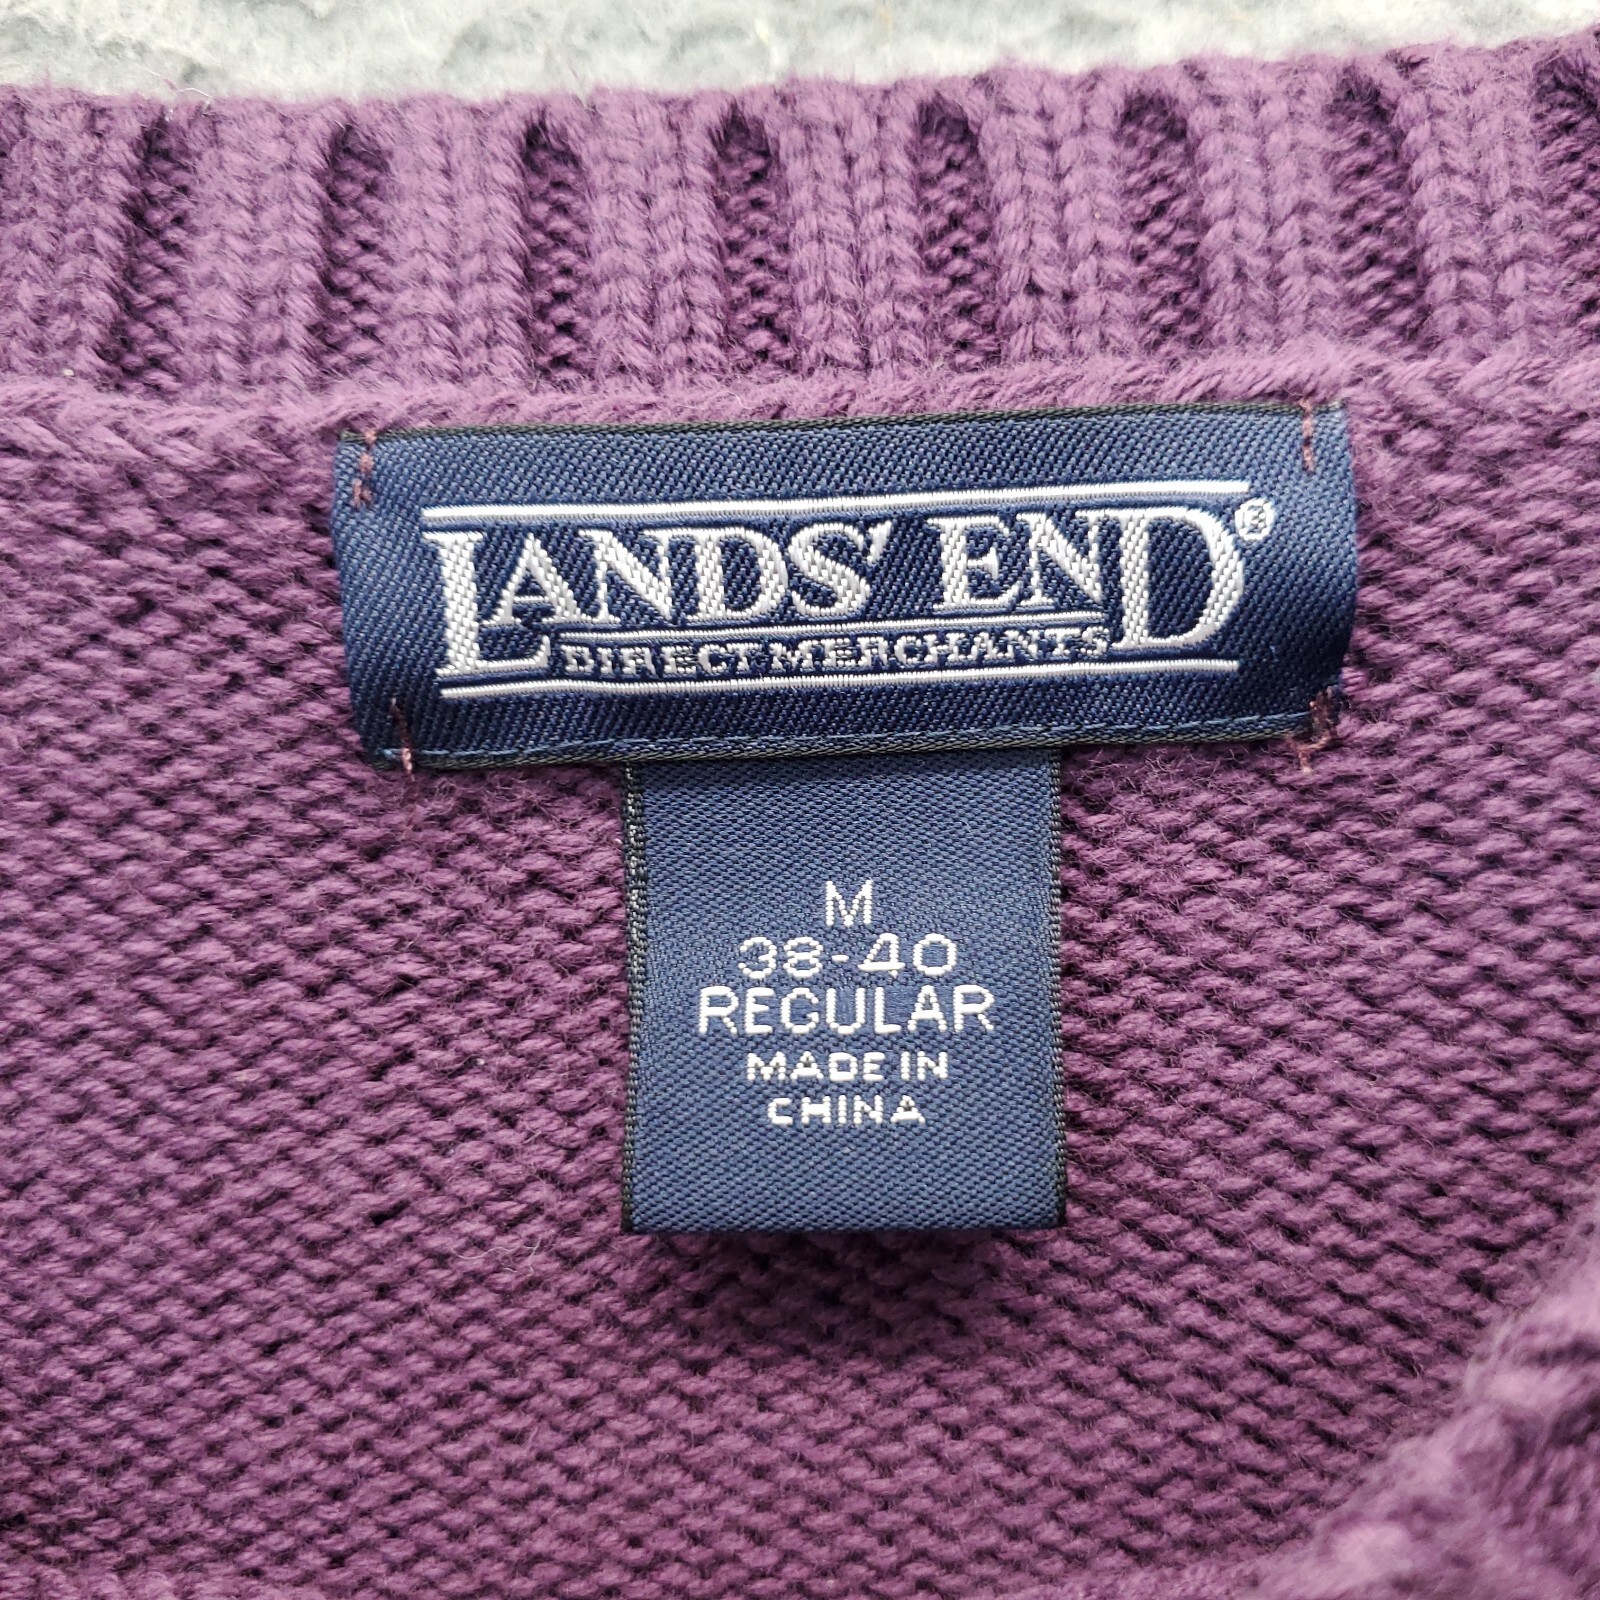 LANDS' END®
DIRECT MERCHANTS
M
38-40
REGULAR
MADE IN
CHINA